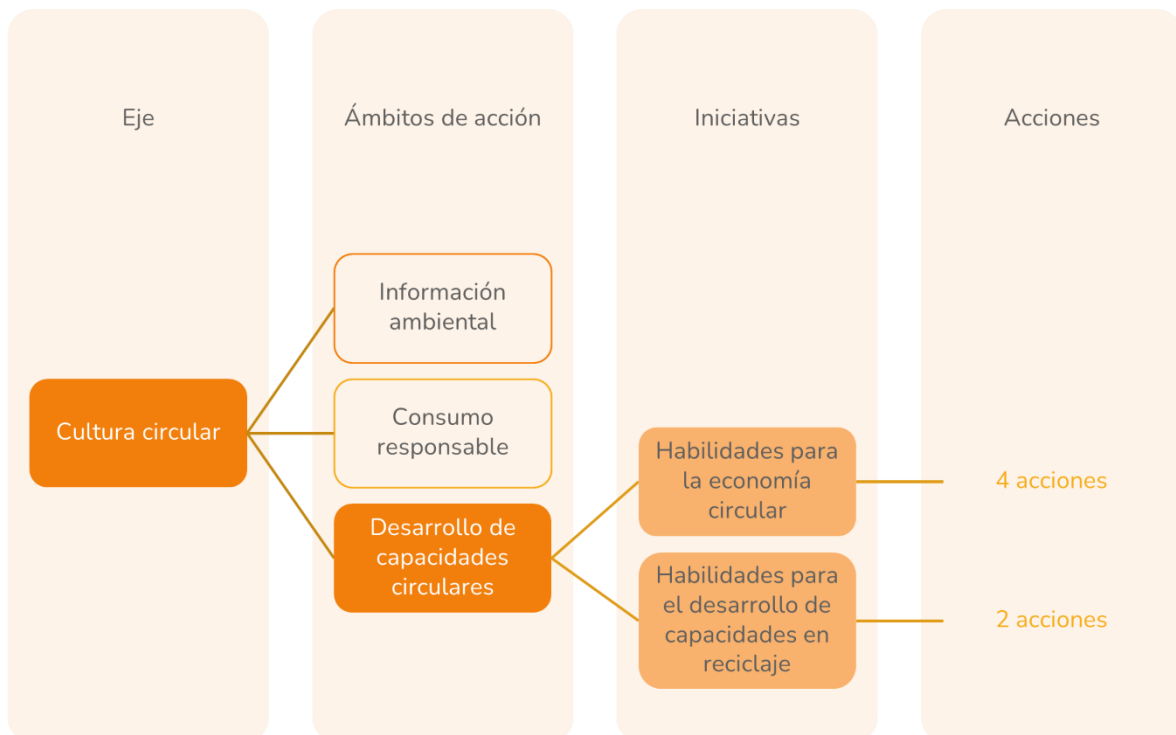 Eje
Ámbitos de acción
Iniciativas
Acciones
Información
ambiental
Cultura circular
Consumo
responsable
Desarrollo de
capacidades
circulares
Habilidades para
la economía
circular
4 acciones
Habilidades para
el desarrollo de
capacidades en
reciclaje
2 acciones